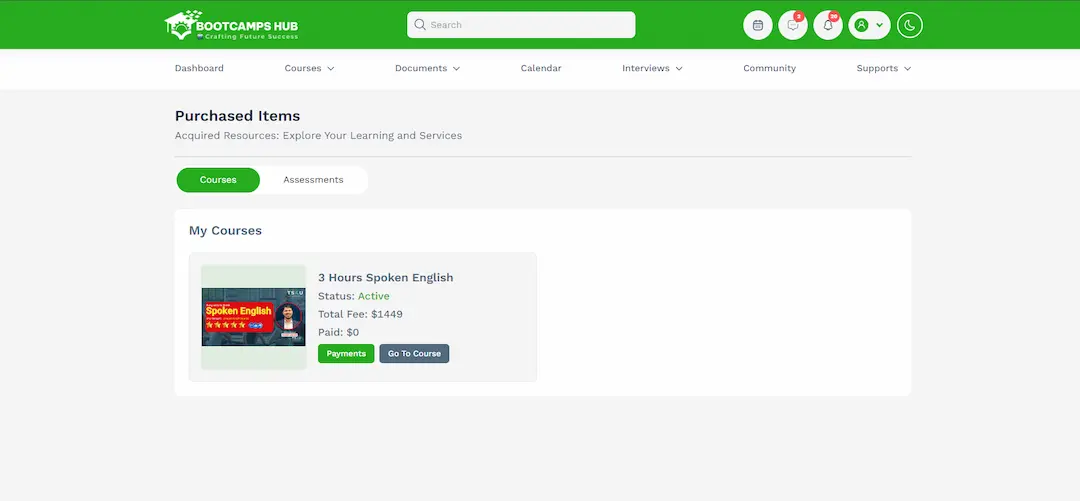 BOOTCAMPS HUB
Crafting Future Success
Search
3
Dashboard
Courses
Documents
Calendar
Interviews
Community
Supports
Purchased Items
Acquired Resources: Explore Your Learning and Services
Courses
Assessments
My Courses
Spoken English
3 Hours Spoken English
Status: Active
Total Fee: $1449
Paid: $0
Payments
Go To Course